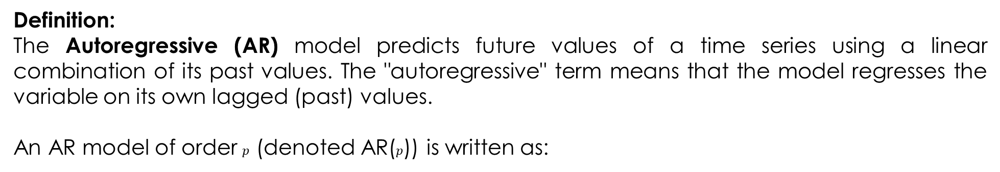 Definition:
The Autoregressive (AR) model predicts future values of a time series using a linear
combination of its past values. The "autoregressive" term means that the model regresses the
variable on its own lagged (past) values.
An AR model of order p (denoted AR(p)) is written as: